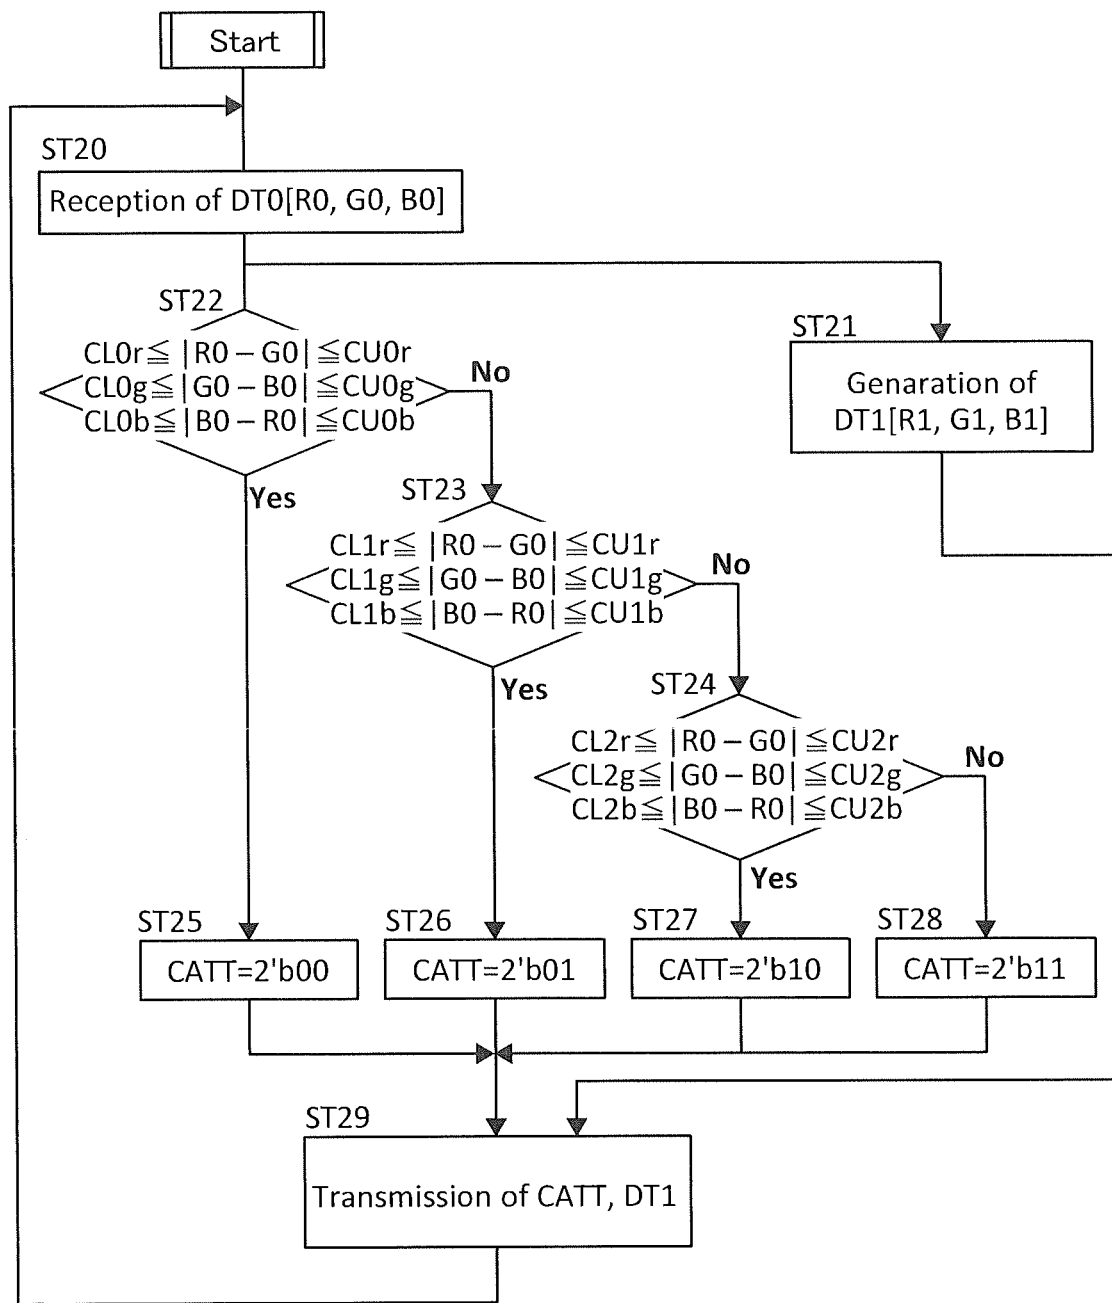 Start
ST20
Reception of DT0[R0, G0, B0]
ST22
CL0r≦ |R0 – G0| ≦CU0r
CL0g≦ |G0 – B0| ≦CU0g
CL0b≦ |B0 – R0| ≦CU0b
No
Yes
ST21
Genaration of
DT1[R1, G1, B1]
ST23
CL1r≦ |R0 – G0| ≦CU1r
CL1g≦ |G0 – B0| ≦CU1g
CL1b≦ |B0 – R0| ≦CU1b
No
Yes
ST24
CL2r≦ |R0 – G0| ≦CU2r
CL2g≦ |G0 – B0| ≦CU2g
CL2b≦ |B0 – R0| ≦CU2b
No
Yes
ST25
CATT=2'b00
ST26
CATT=2'b01
ST27
CATT=2'b10
ST28
CATT=2'b11
ST29
Transmission of CATT, DT1